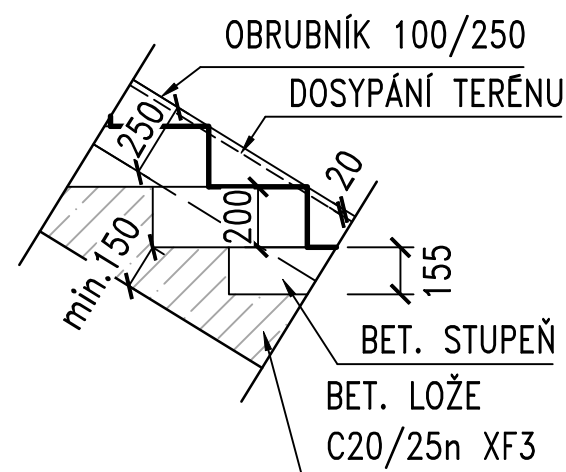 OBRUBNÍK 100/250
DOSYPÁNÍ TERÉNU
250
20
200
min.150
155
BET. STUPEŇ
BET. LOŽE
C20/25n XF3